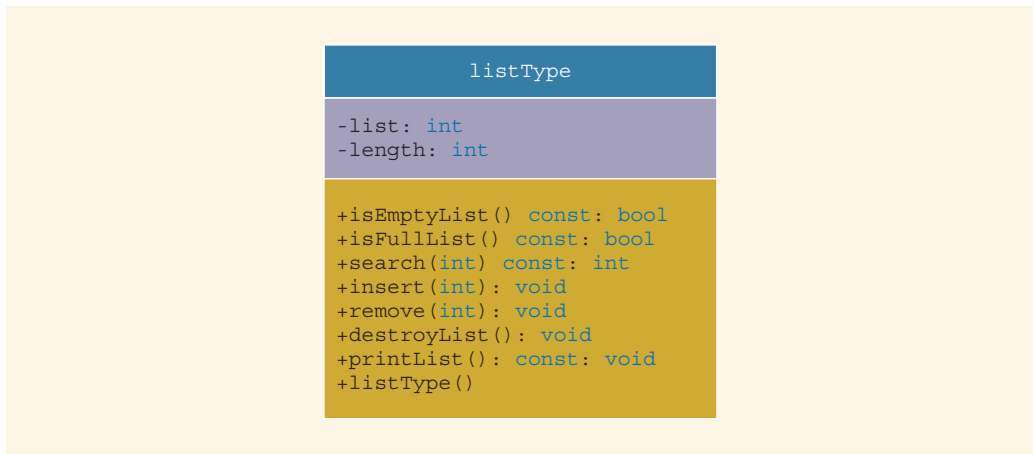 listType
-list: int
-length: int
+isEmptyList() const: bool
+isFullList() const: bool
+search(int) const: int
+insert(int): void
+remove(int): void
+destroyList(): void
+printList(): const: void
+listType()